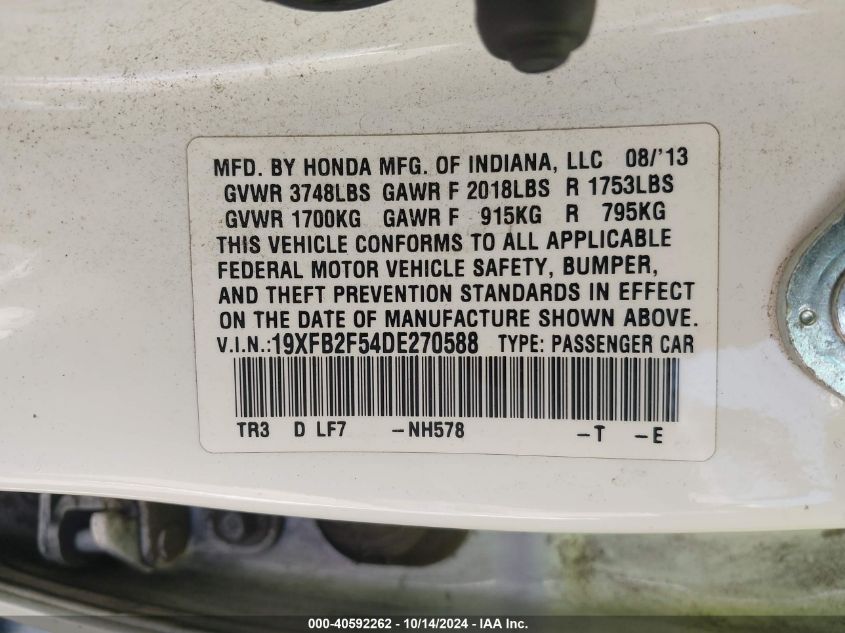 MFD. BY HONDA MFG. OF INDIANA, LLC 08/'13
GVWR 3748LBS GAWR F 2018LBS R 1753LBS
GVWR 1700KG GAWR F 915KG R 795KG
THIS VEHICLE CONFORMS TO ALL APPLICABLE
FEDERAL MOTOR VEHICLE SAFETY, BUMPER,
AND THEFT PREVENTION STANDARDS IN EFFECT
ON THE DATE OF MANUFACTURE SHOWN ABOVE.
V.I.N.:19XFB2F54DE270588 TYPE: PASSENGER CAR
TR3 D LF7 -NH578 -T -E
000-40592262 - 10/14/2024 - IAA Inc.